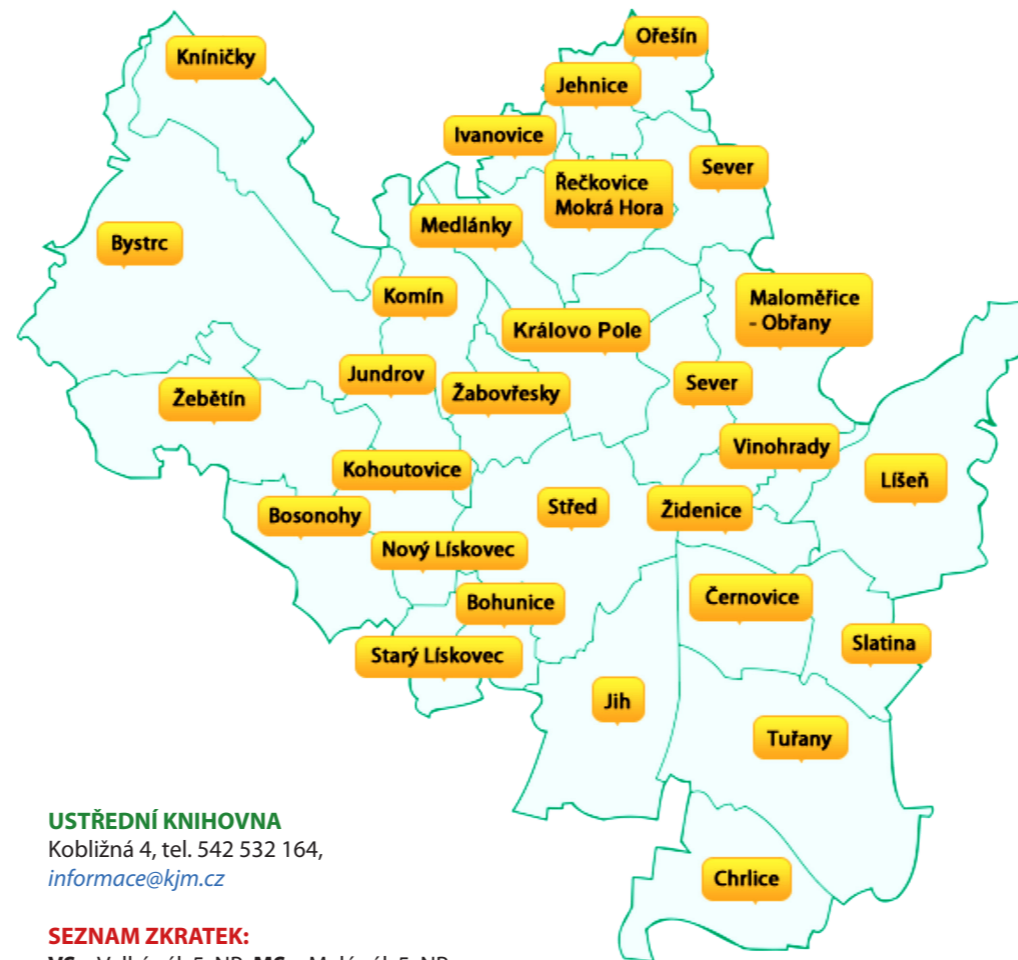 Ořešín
Kníničky
Jehnice
Ivanovice
Sever
Řečkovice
Mokrá Hora
Medlánky
Bystrc
Komín
Maloměřice
- Obřany
Královo Pole
Jundrov
Sever
Žabovřesky
Žebětín
Vinohrady
Kohoutovice
Líšeň
Střed
Židenice
Bosonohy
Nový Lískovec
Černovice
Bohunice
Slatina
Starý Lískovec
Jih
Tuřany
Chrlice
USTŘEDNÍ KNIHOVNA
Kobližná 4, tel. 542 532 164,
informace@kjm.cz
SEZNAM ZKRATEK: